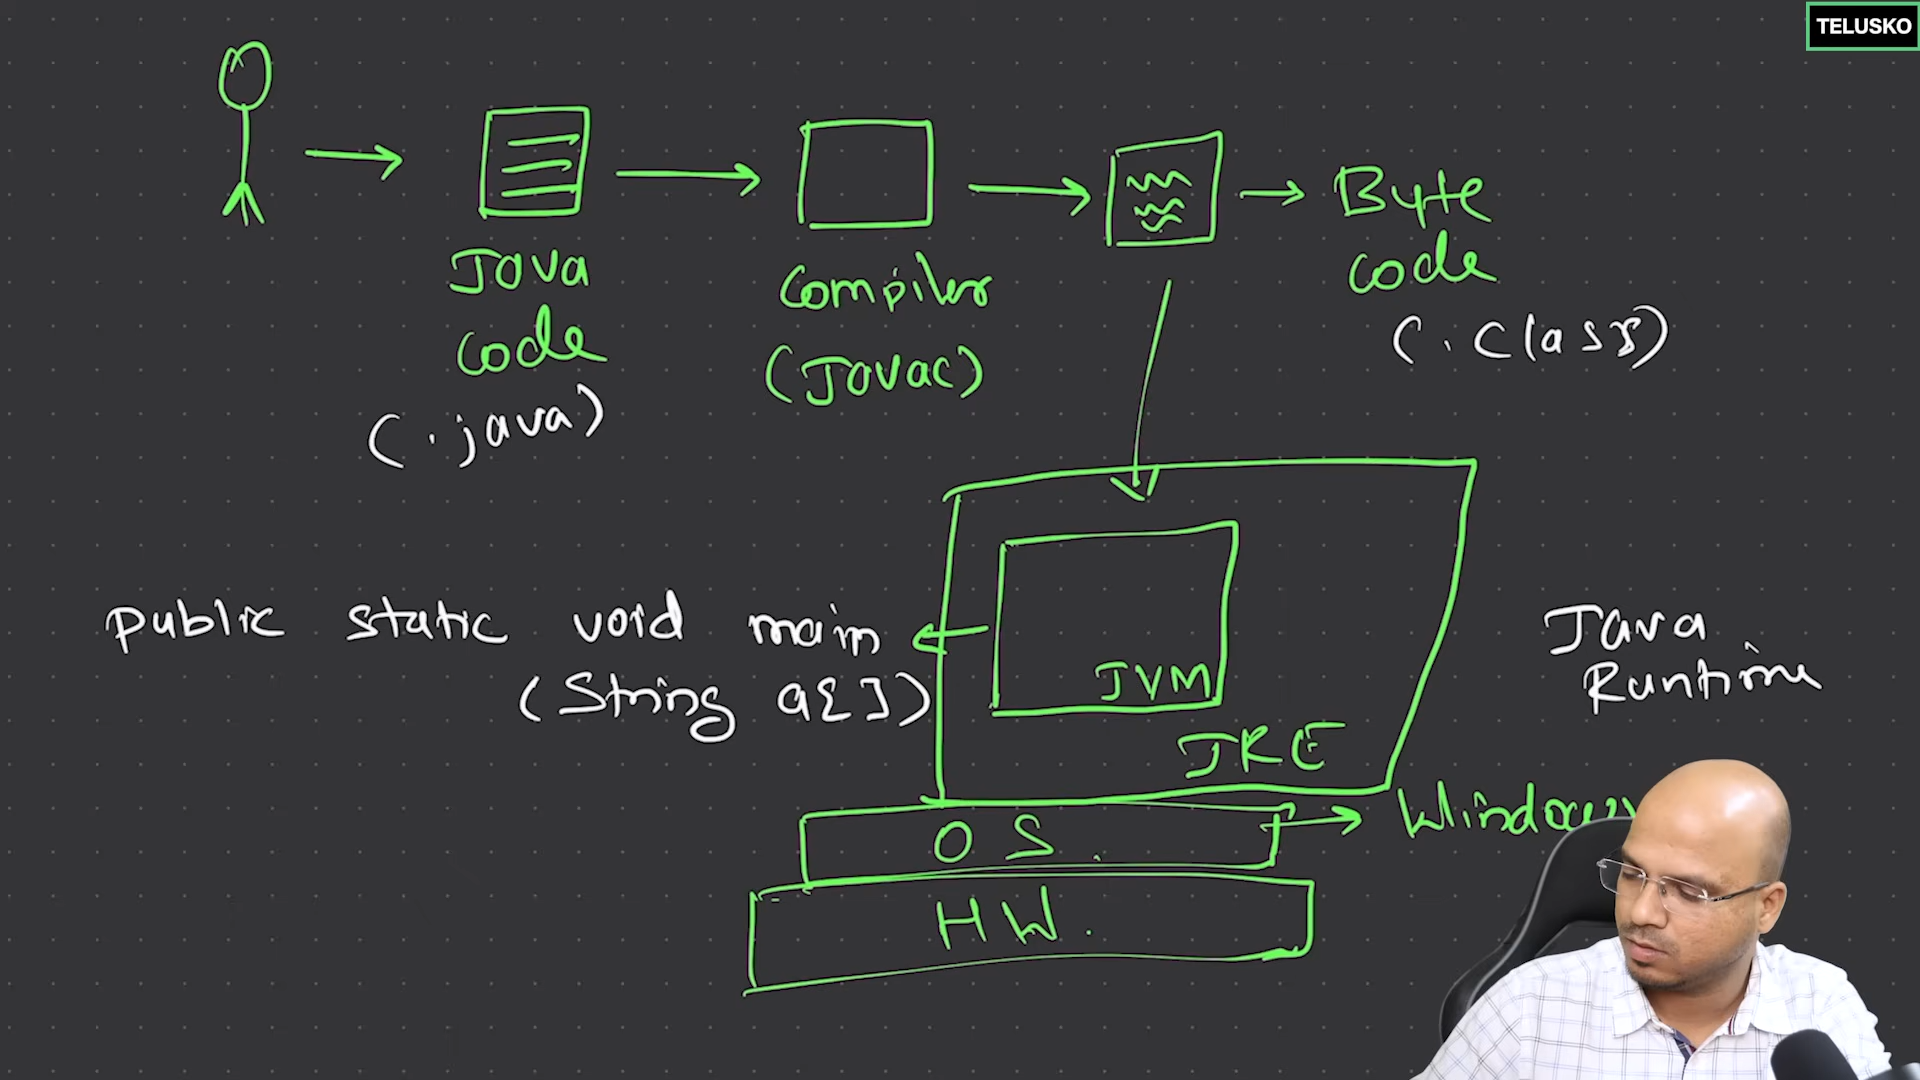 TELUSKO
Java
code
(.java)
Compiler
(Javac)
Byte
code
(.class)
public static void main
(String a[])
JVM
JRE
Java
Runtime
OS.
HW.